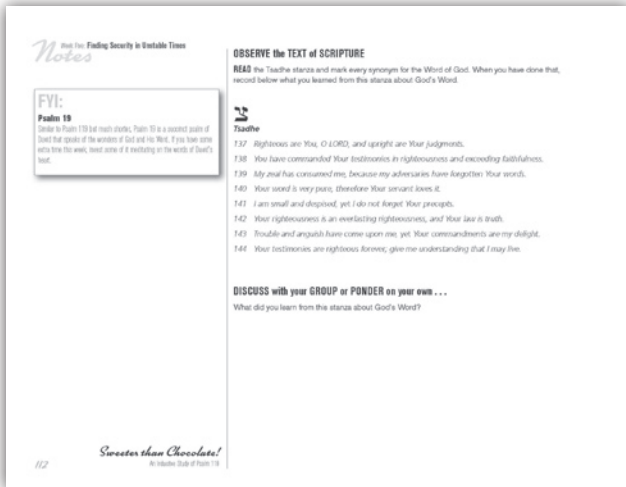 Week Five: Finding Security in Unstable Times
Notes
FYI:
Psalm 19
Similar to Psalm 119 but much shorter, Psalm 19 is a succinct psalm of
David that speaks of the wonders of God and His Word. If you have some
extra time this week, invest some of it meditating on the words of David's
heart.
OBSERVE the TEXT of SCRIPTURE
READ the Tsadhe stanza and mark every synonym for the Word of God. When you have done that,
record below what you learned from this stanza about God's Word.
צ
Tsadhe
137 Righteous are You, O LORD, and upright are Your judgments.
138 You have commanded Your testimonies in righteousness and exceeding faithfulness.
139 My zeal has consumed me, because my adversaries have forgotten Your words.
140 Your word is very pure, therefore Your servant loves it.
141 I am small and despised, yet I do not forget Your precepts.
142 Your righteousness is an everlasting righteousness, and Your law is truth.
143 Trouble and anguish have come upon me, yet Your commandments are my delight.
144 Your testimonies are righteous forever; give me understanding that I may live.
DISCUSS with your GROUP or PONDER on your own . . .
What did you learn from this stanza about God's Word?
Sweeter than Chocolate!
An Inductive Study of Psalm 119
112